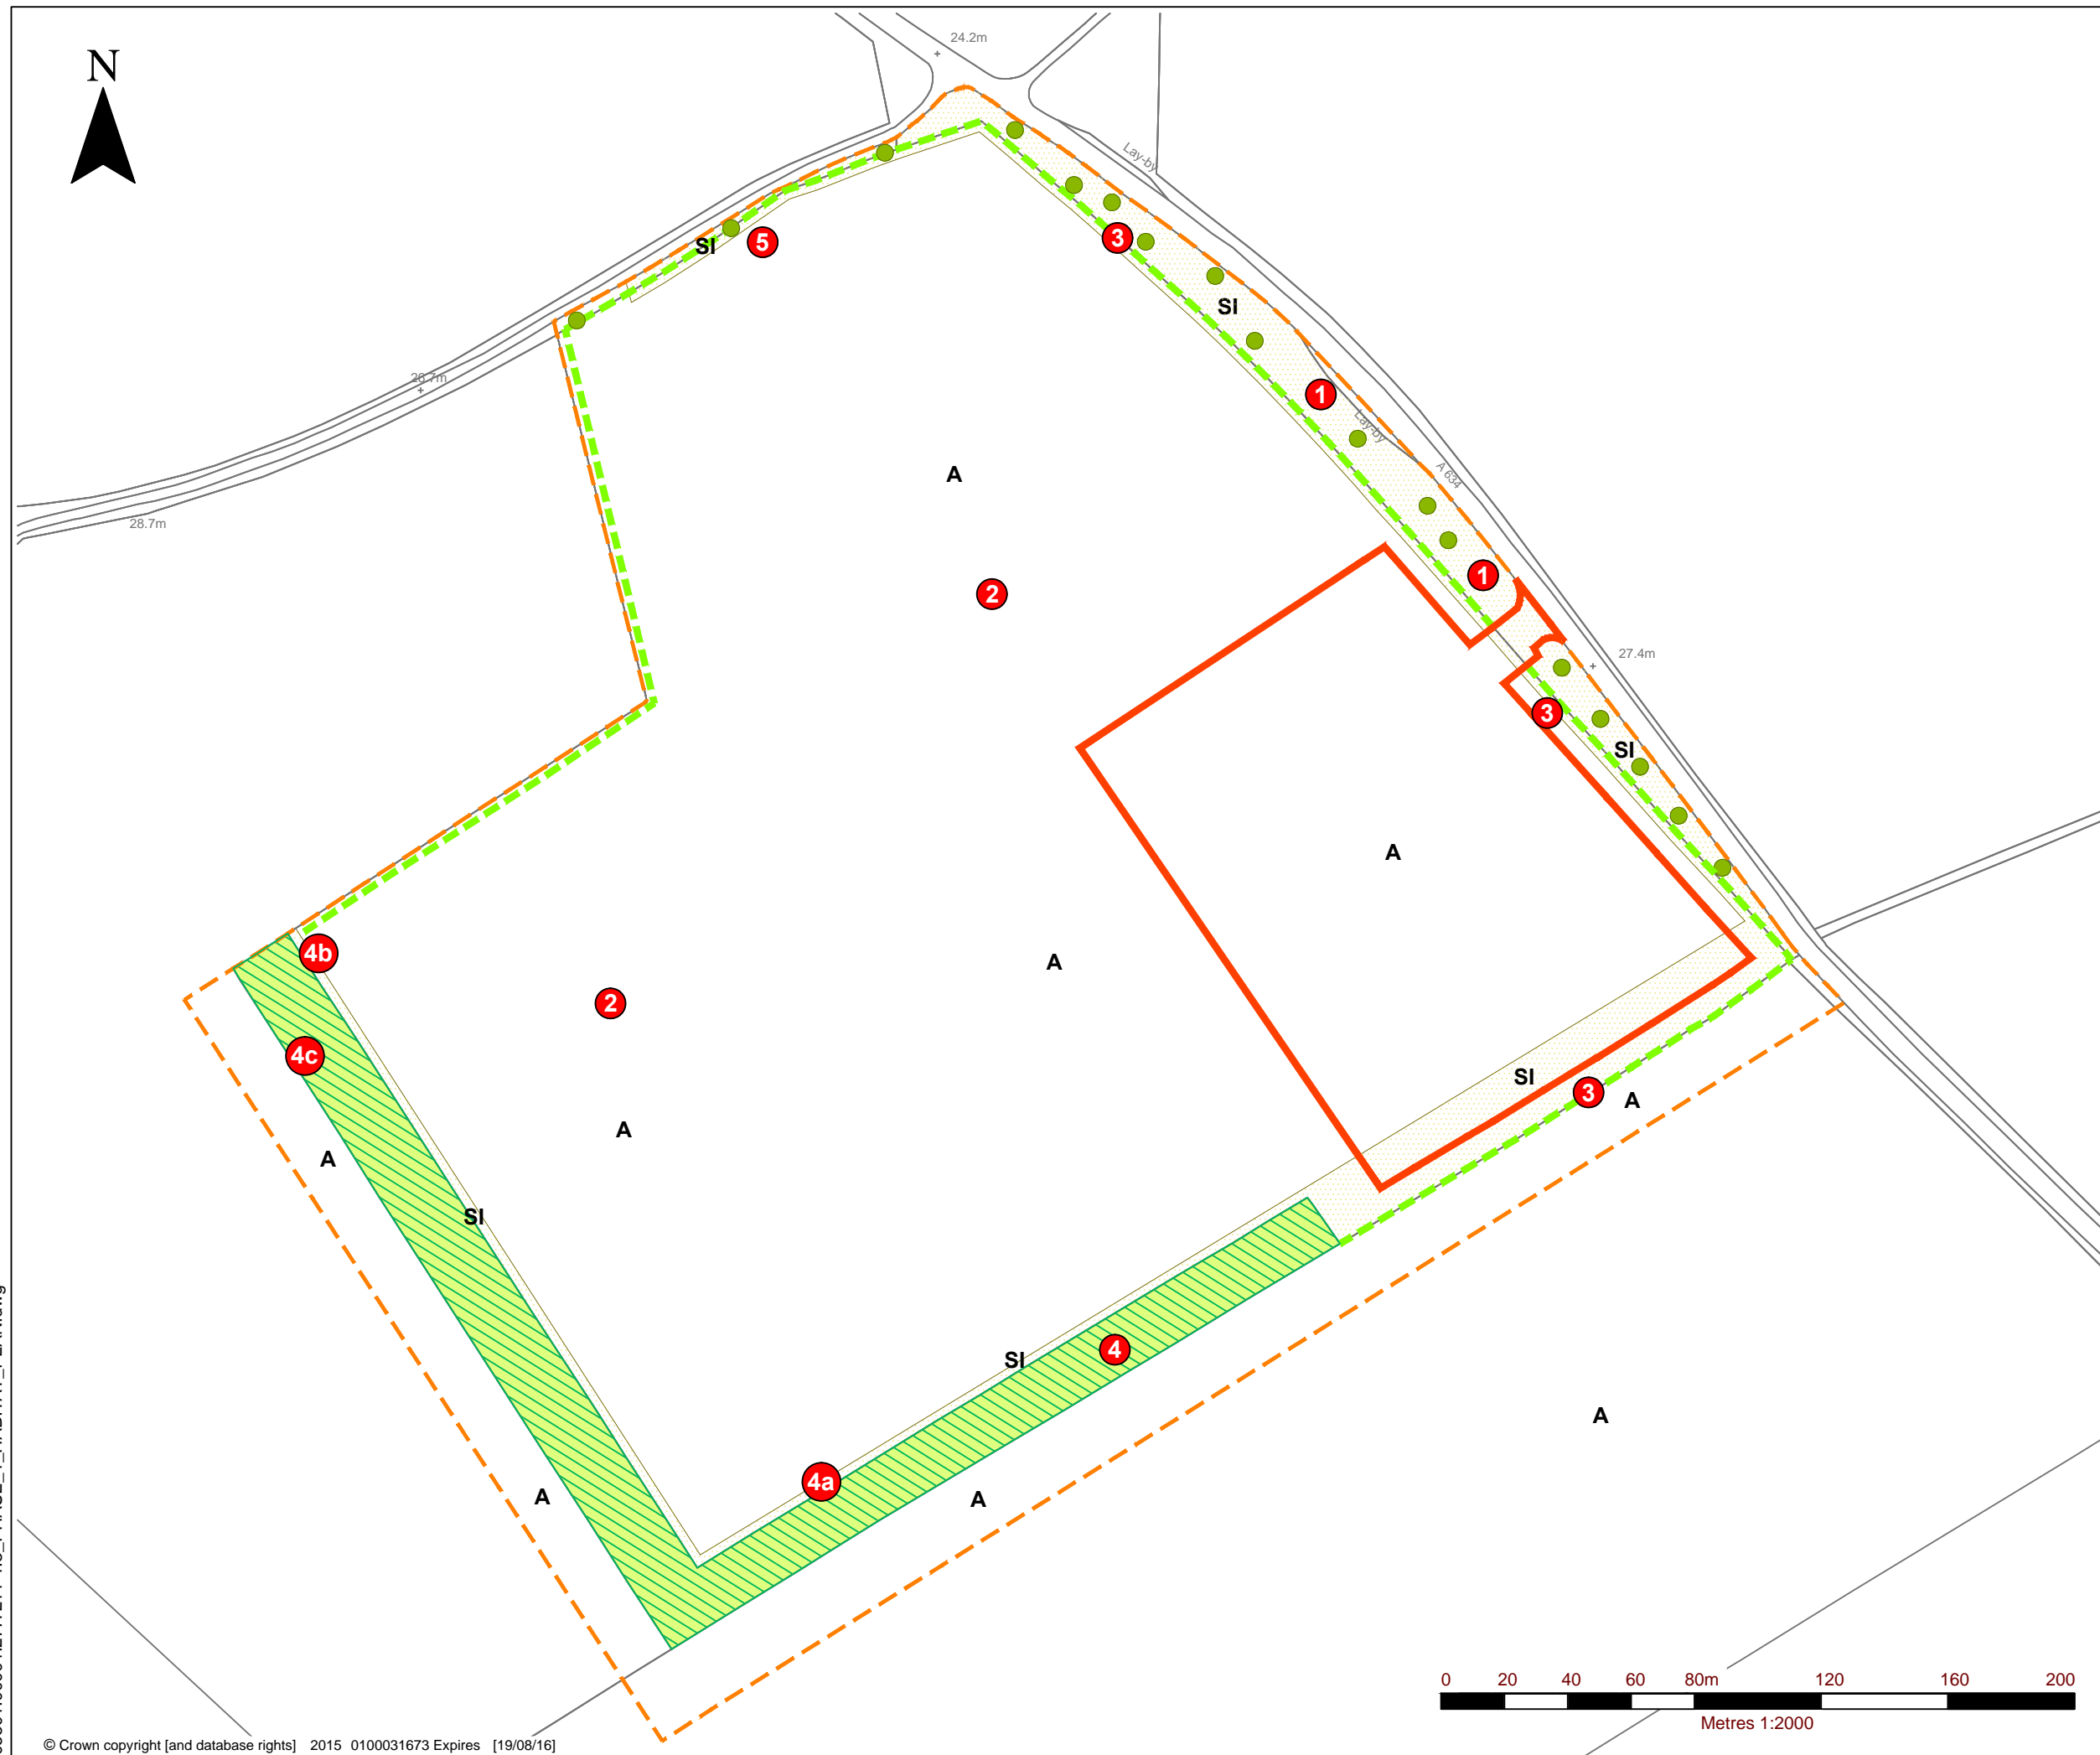 24.2m
N
Lay-by
3
SI
5
SI
26.7m
1
Lay-by
A 634
A
28.7m
1
2
27.4m
3
SI
A
4b
A
2
4c
SI
3
A
A
A
SI
4
SI
A
4a
A
A
0 20 40 60 80m 120 160 200
Metres 1:2000
© Crown copyright [and database rights] 2015 0100031673 Expires [19/08/16]